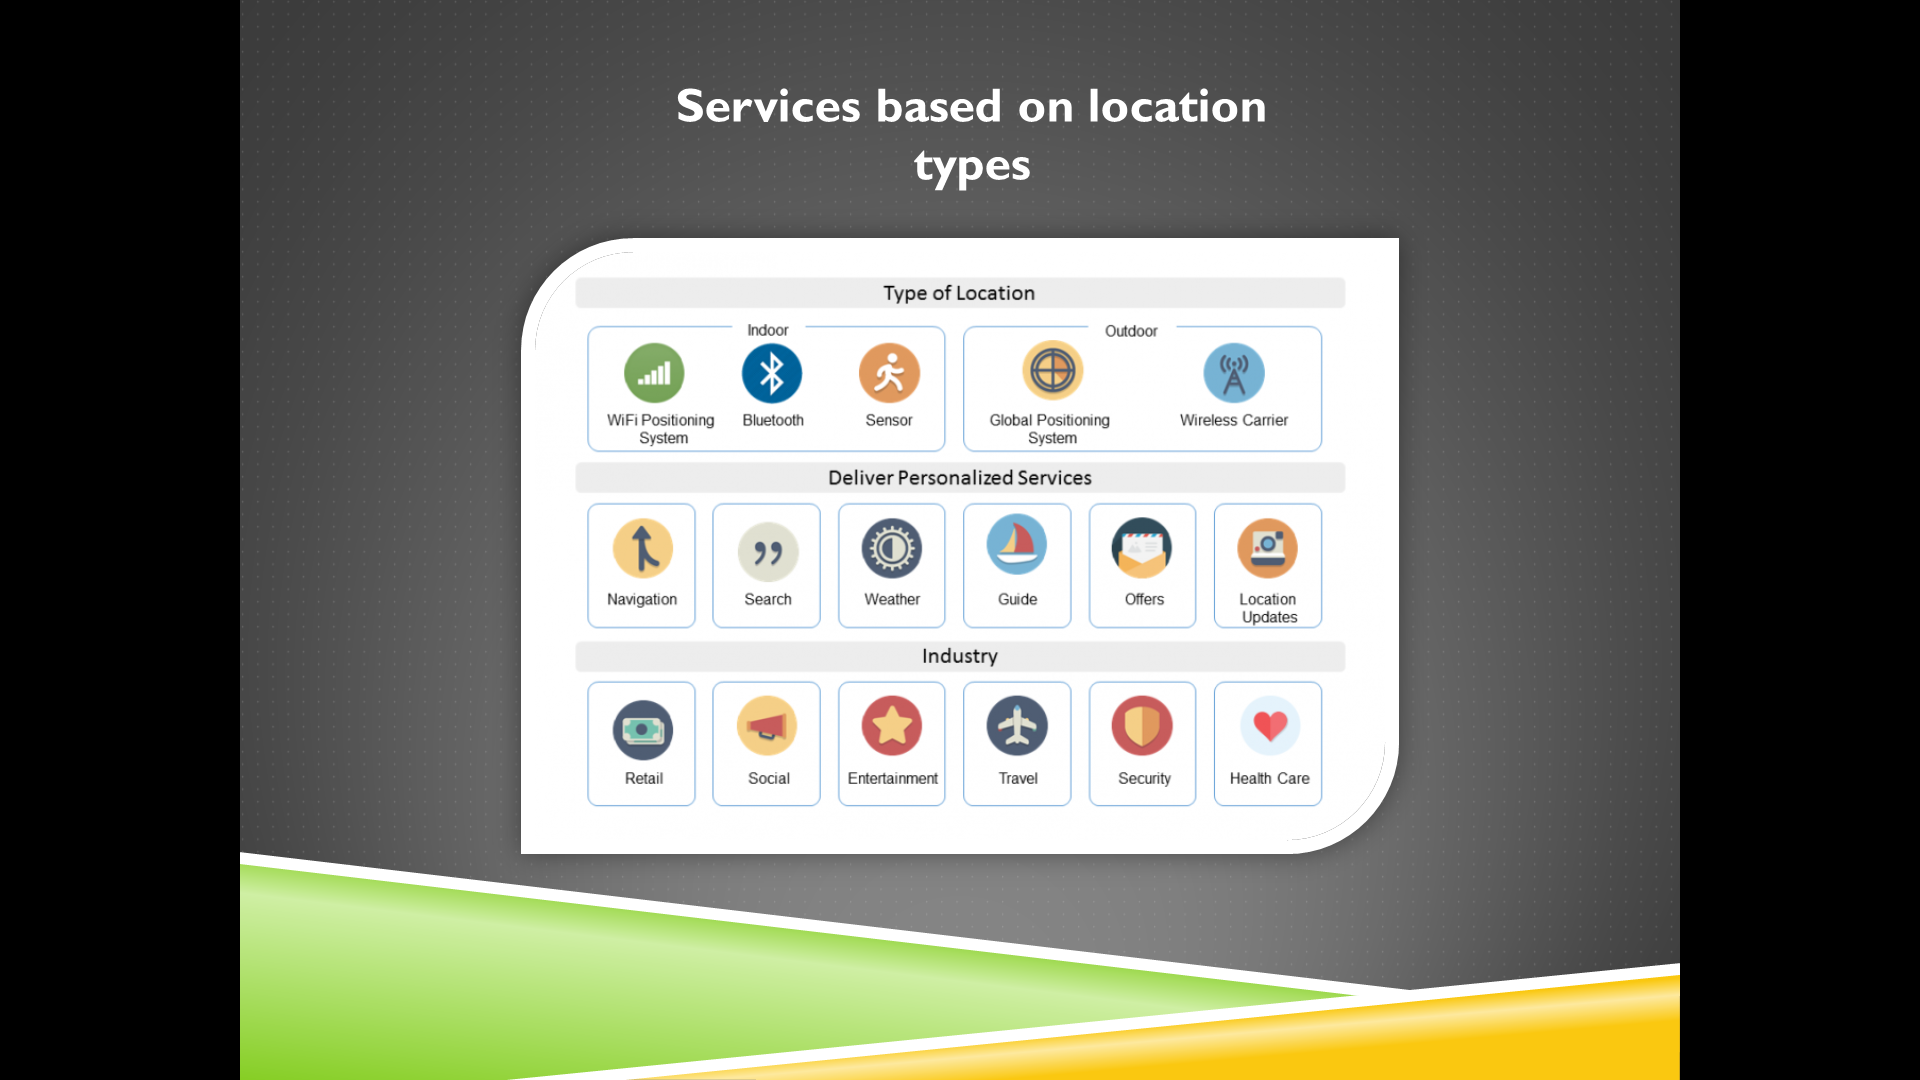 Services based on location
types
Type of Location
Indoor
Outdoor
WiFi Positioning
System
Bluetooth
Sensor
Global Positioning
System
Wireless Carrier
Deliver Personalized Services
Navigation
Search
Weather
Guide
Offers
Location
Updates
Industry
Retail
Social
Entertainment
Travel
Security
Health Care